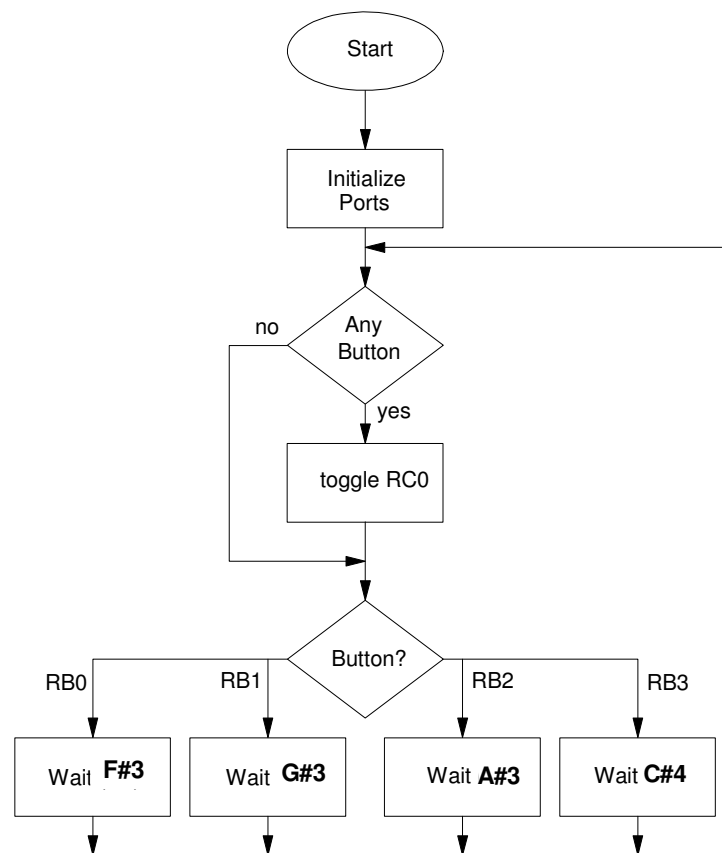 Start
Initialize
Ports
no
Any
Button
yes
toggle RC0
Button?
RB0
RB1
RB2
RB3
Wait F#3
Wait G#3
Wait A#3
Wait C#4